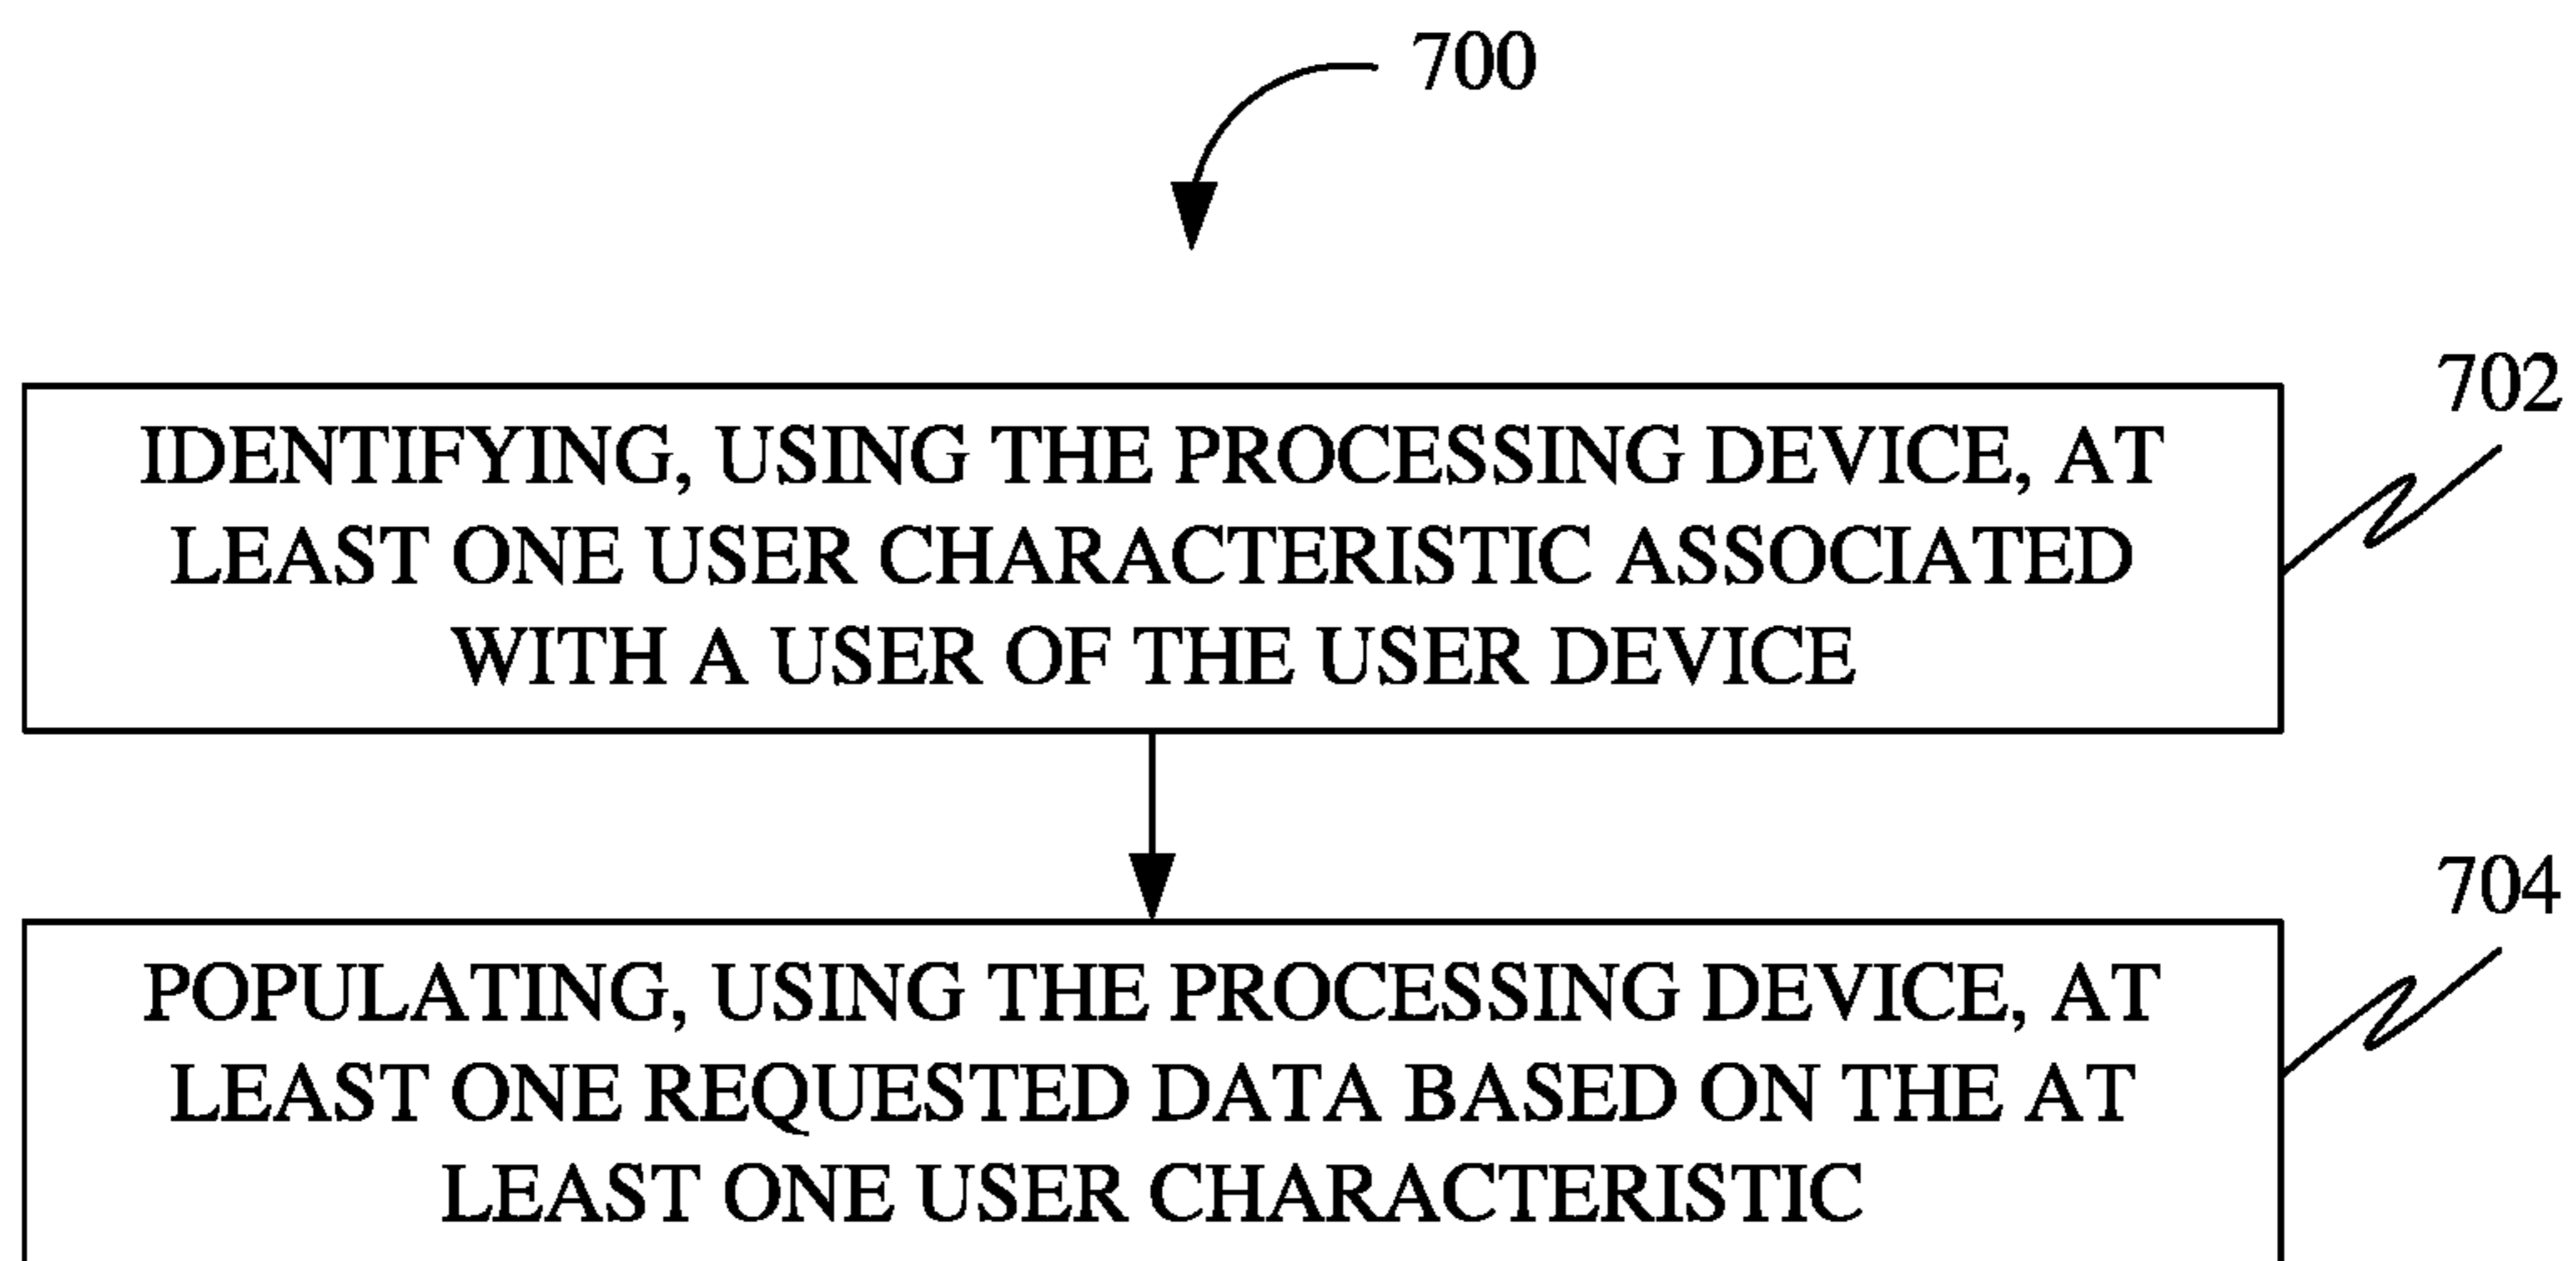 700
702
IDENTIFYING, USING THE PROCESSING DEVICE, AT
LEAST ONE USER CHARACTERISTIC ASSOCIATED
WITH A USER OF THE USER DEVICE
704
POPULATING, USING THE PROCESSING DEVICE, AT
LEAST ONE REQUESTED DATA BASED ON THE AT
LEAST ONE USER CHARACTERISTIC